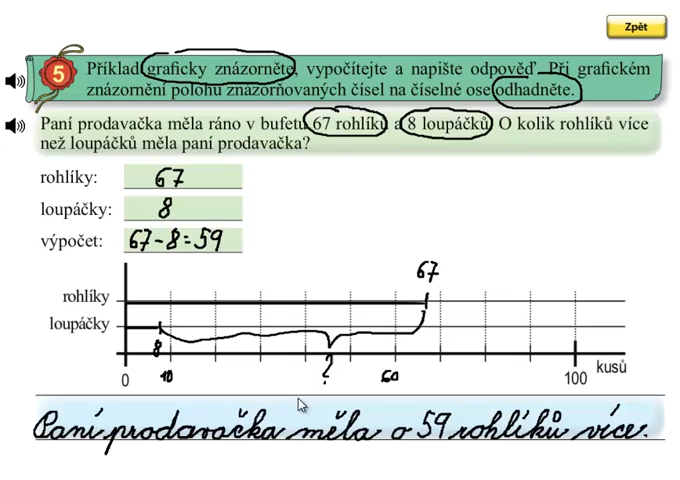 Zpět
5 Příklad graficky znázorněte, vypočítejte a napište odpověď. Při grafickém
znázornění polohu znázorňovaných čísel na číselné ose odhadněte.
Paní prodavačka měla ráno v bufetu 67 rohlíků a 8 loupáčků. O kolik rohlíků více
než loupáčků měla paní prodavačka?
rohlíky: 67
loupáčky: 8
výpočet: 67-8=59
67
rohlíky
loupáčky
8
0 10 ? 60 100 kusů
Paní prodavačka měla o 59 rohlíků více.